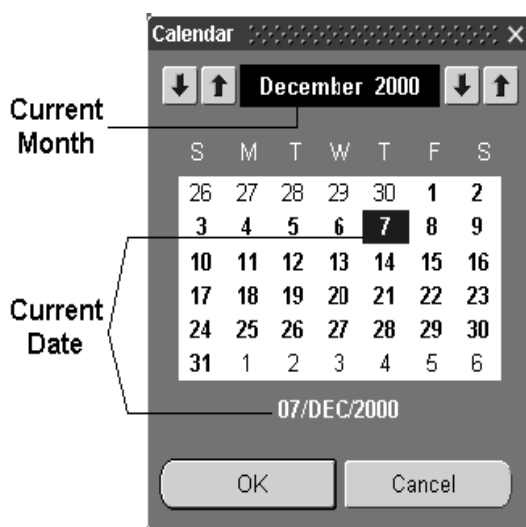 Calendar
December 2000
Current
Month
S M T W T F S
26 27 28 29 30 1 2
3 4 5 6 7 8 9
10 11 12 13 14 15 16
17 18 19 20 21 22 23
24 25 26 27 28 29 30
31 1 2 3 4 5 6
Current
Date
07/DEC/2000
OK Cancel